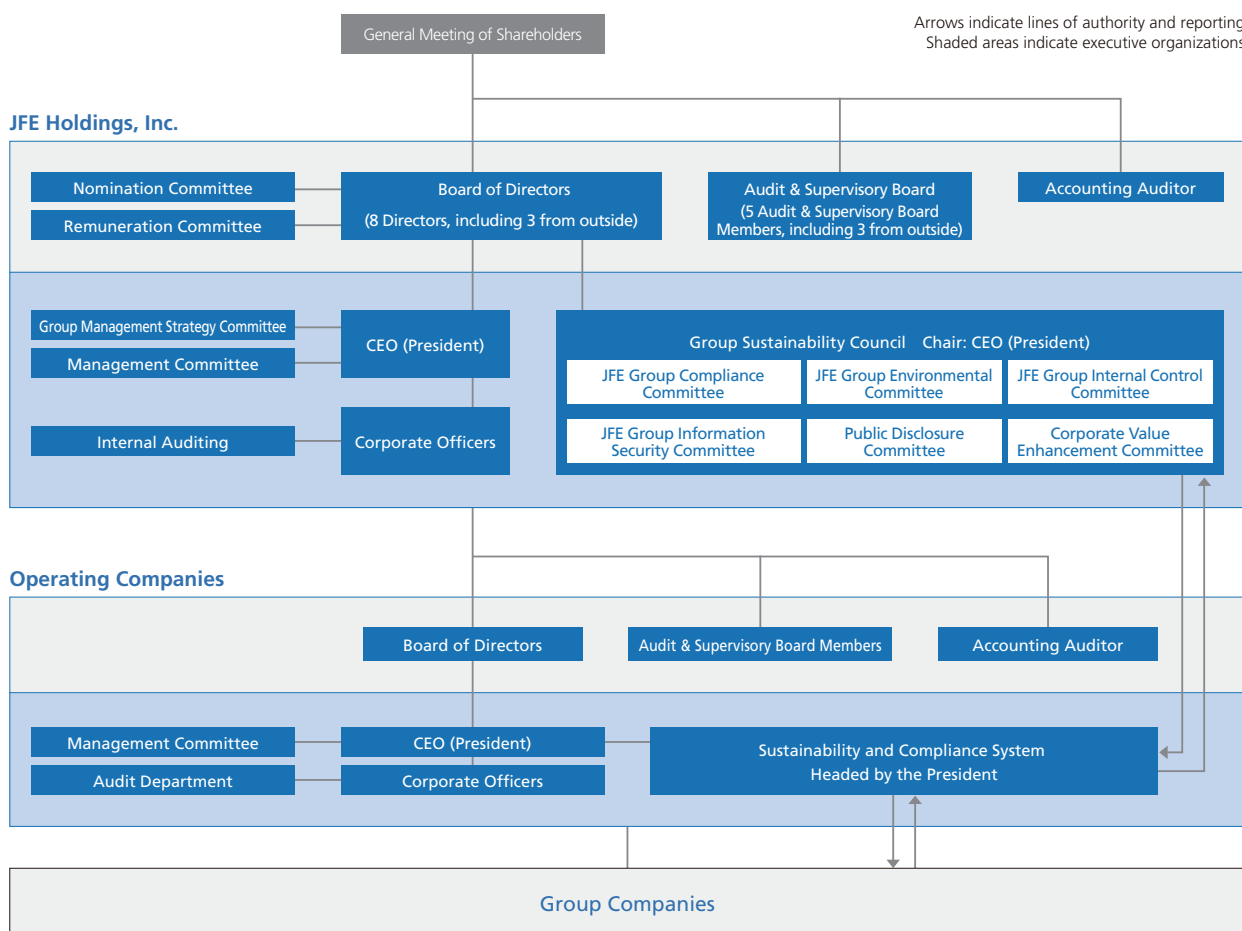 General Meeting of Shareholders
Arrows indicate lines of authority and reporting
Shaded areas indicate executive organizations
JFE Holdings, Inc.
Nomination Committee
Remuneration Committee
Board of Directors
(8 Directors, including 3 from outside)
Audit & Supervisory Board
(5 Audit & Supervisory Board
Members, including 3 from outside)
Accounting Auditor
Group Management Strategy Committee
Management Committee
CEO (President)
Internal Auditing
Corporate Officers
Group Sustainability Council Chair: CEO (President)
JFE Group Compliance
Committee
JFE Group Environmental
Committee
JFE Group Internal Control
Committee
JFE Group Information
Security Committee
Public Disclosure
Committee
Corporate Value
Enhancement Committee
Operating Companies
Board of Directors
Audit & Supervisory Board Members
Accounting Auditor
Management Committee
CEO (President)
Audit Department
Corporate Officers
Sustainability and Compliance System
Headed by the President
Group Companies